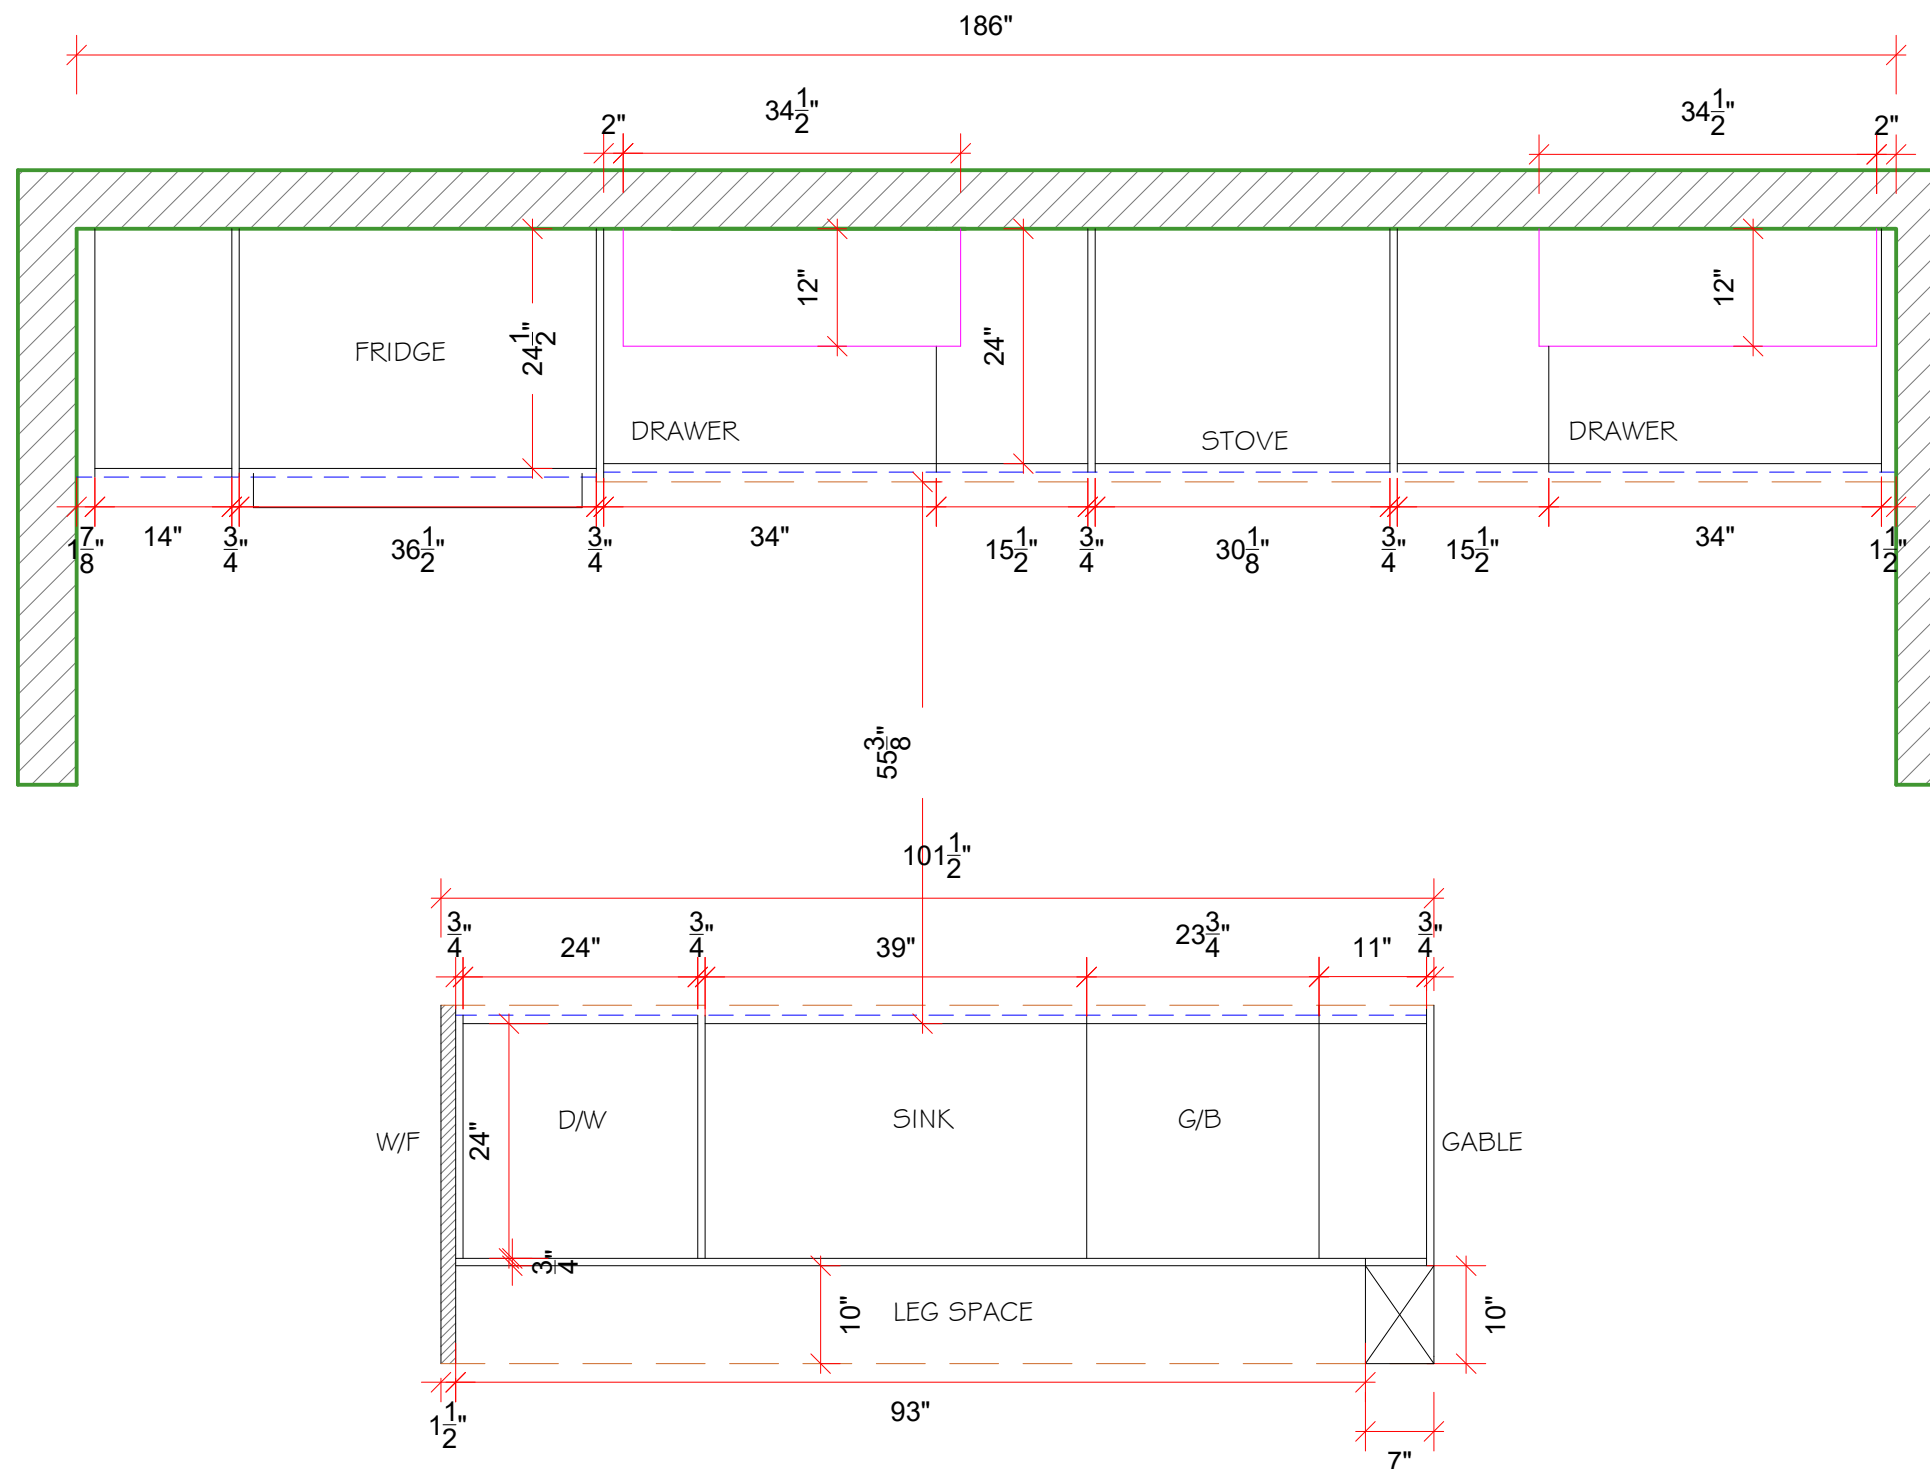 186"
2" 34 1/2" 34 1/2" 2"
12" 12"
24 1/2" 24"
FRIDGE
DRAWER STOVE DRAWER
1 7/8" 14" 3/4" 36 1/2" 3/4" 34" 15 1/2" 3/4" 30 1/8" 3/4" 15 1/2" 34" 1 1/2"
55 3/8"
101 1/2"
3/4" 24" 3/4" 39" 23 3/4" 11" 3/4"
W/F 24" D/W SINK G/B GABLE
3/4"
10" LEG SPACE 10"
1 1/2" 93"
7"